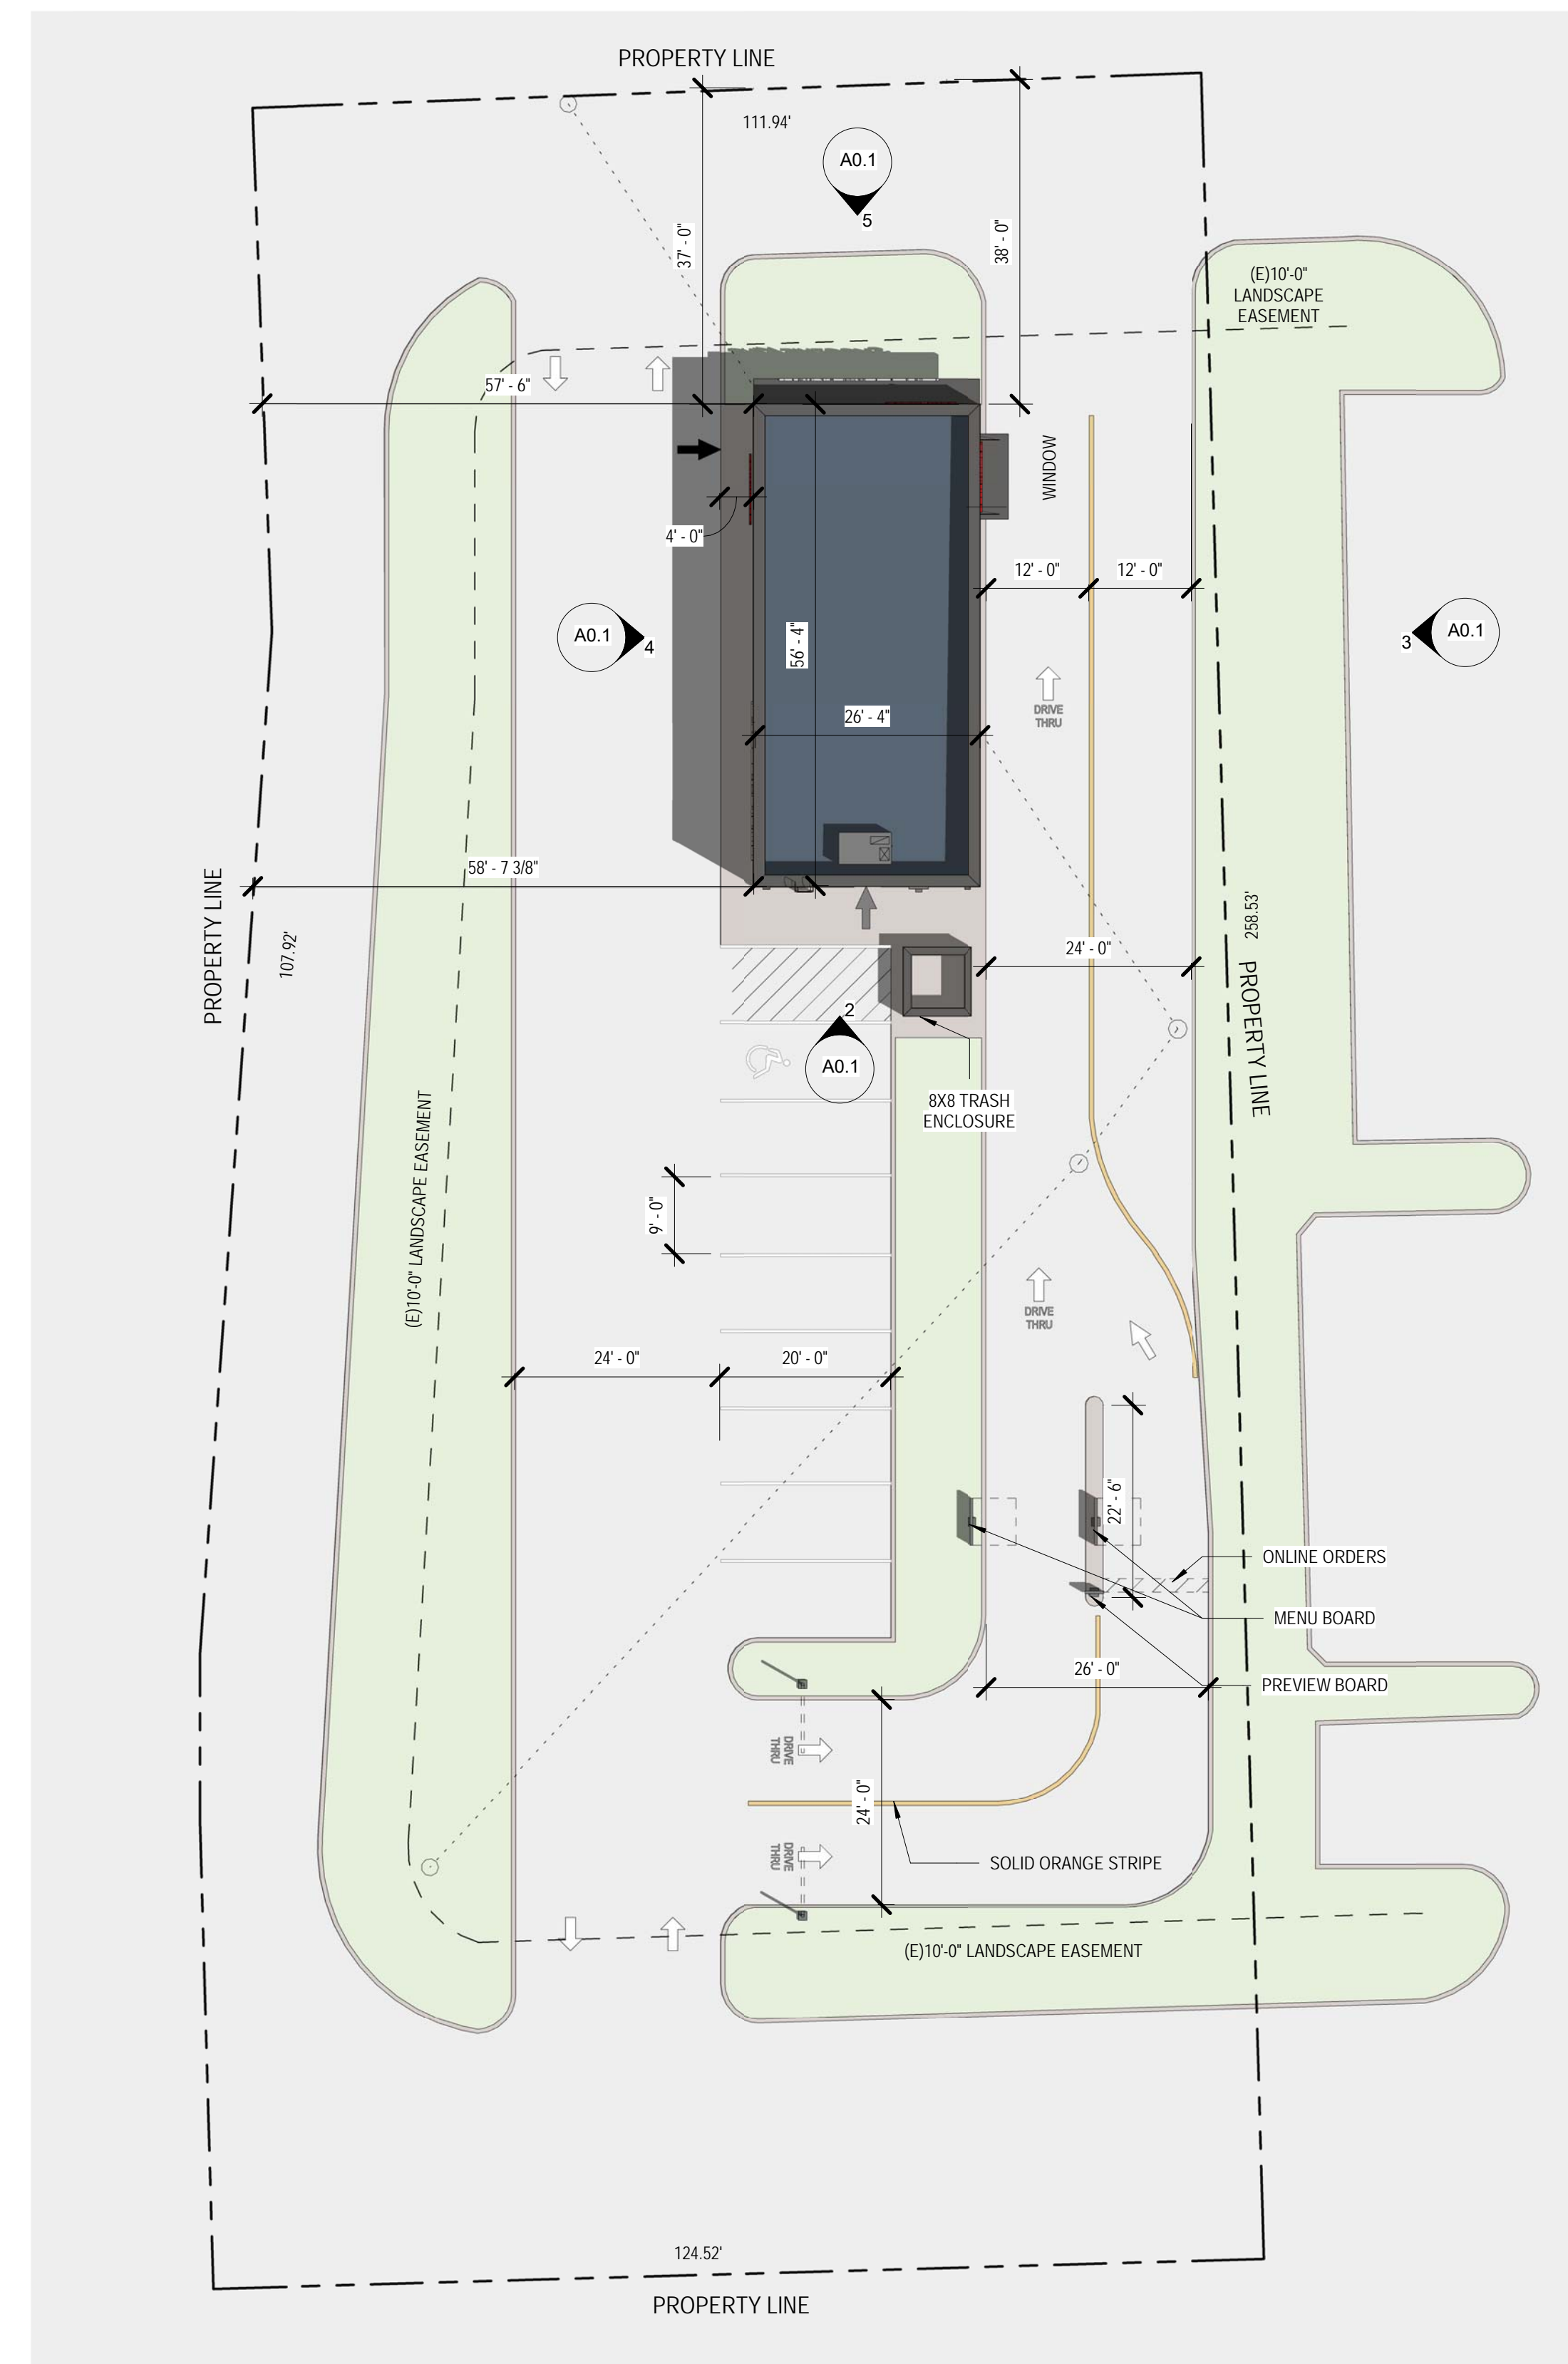 PROPERTY LINE
111.94'
A0.1
5
37' - 0"
38' - 0"
(E)10'-0"
LANDSCAPE
EASEMENT
57' - 6"
WINDOW
4' - 0"
12' - 0"
12' - 0"
A0.1
4
56' - 4"
3
A0.1
26' - 4"
DRIVE
THRU
58' - 7 3/8"
PROPERTY LINE
107.92'
258.53'
PROPERTY LINE
24' - 0"
2
A0.1
8X8 TRASH
ENCLOSURE
(E)10'-0" LANDSCAPE EASEMENT
9' - 0"
DRIVE
THRU
24' - 0"
20' - 0"
22' - 6"
ONLINE ORDERS
MENU BOARD
26' - 0"
PREVIEW BOARD
DRIVE
THRU
24' - 0"
DRIVE
THRU
SOLID ORANGE STRIPE
(E)10'-0" LANDSCAPE EASEMENT
124.52'
PROPERTY LINE